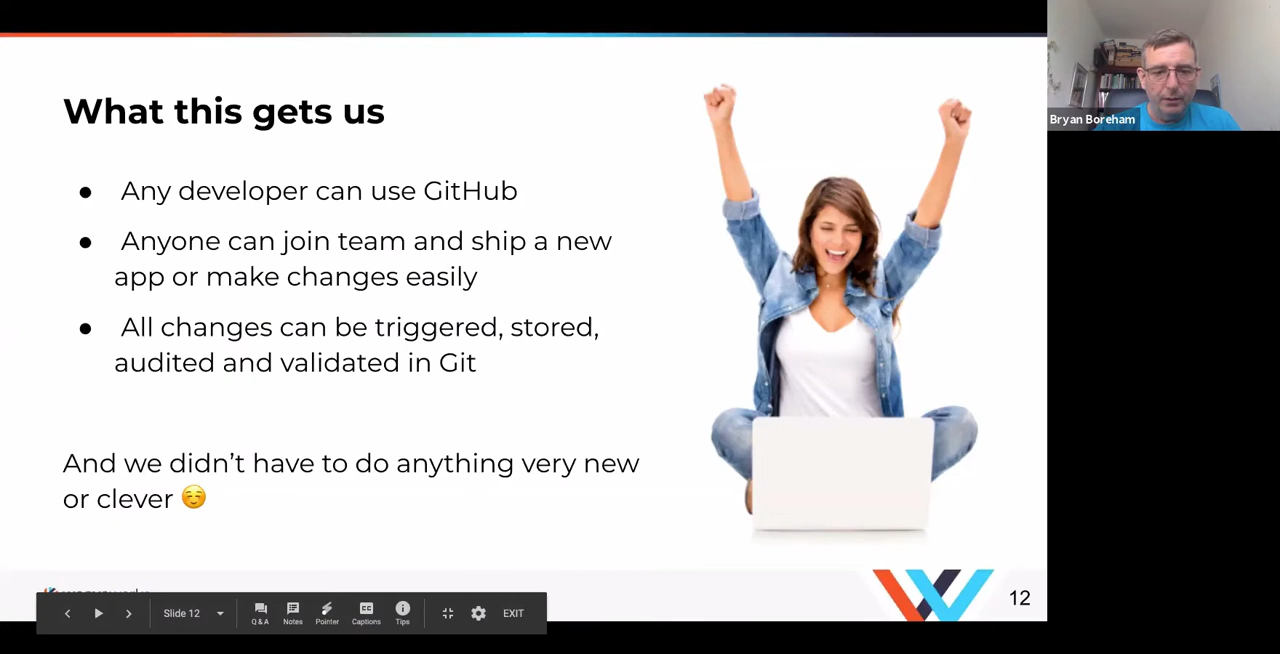 What this gets us
● Any developer can use GitHub
● Anyone can join team and ship a new
app or make changes easily
● All changes can be triggered, stored,
audited and validated in Git
And we didn't have to do anything very new
or clever ☺️
Bryan Boreham
12
Slide 12
Q & A
Notes
Pointer
Captions
Tips
EXIT